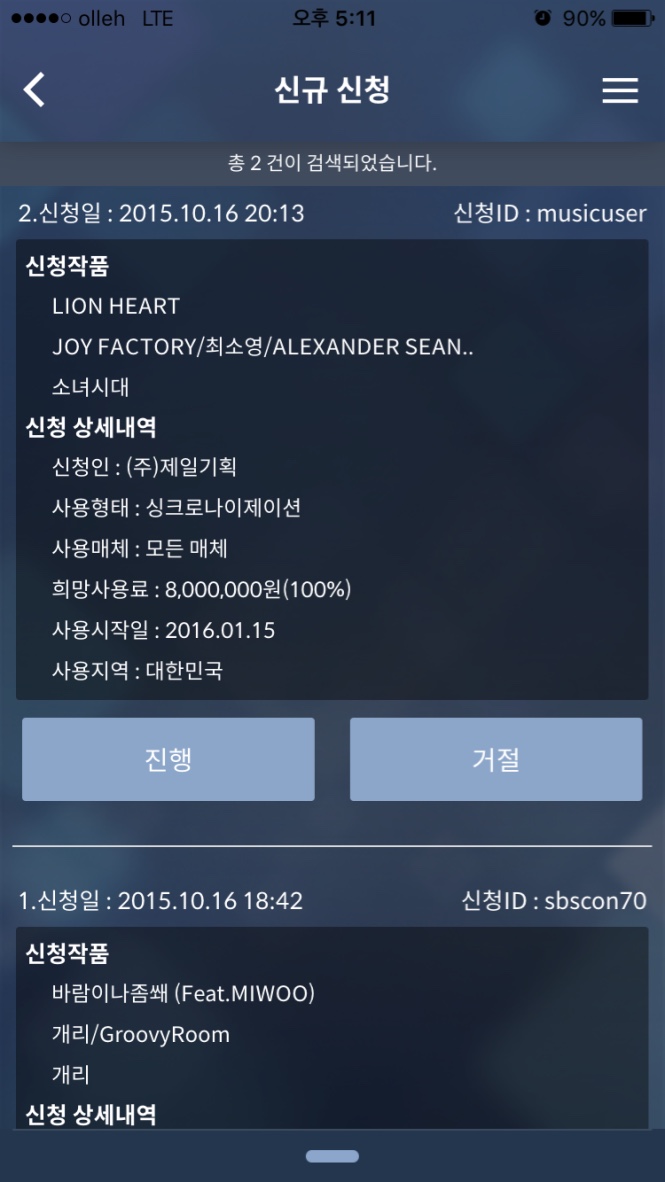 olleh LTE 오후 5:11 90%
신규 신청
총 2 건이 검색되었습니다.
2.신청일 : 2015.10.16 20:13 신청ID : musicuser
신청작품
LION HEART
JOY FACTORY/최소영/ALEXANDER SEAN..
소녀시대
신청 상세내역
신청인 : (주)제일기획
사용형태 : 싱크로나이제이션
사용매체 : 모든 매체
희망사용료 : 8,000,000원(100%)
사용시작일 : 2016.01.15
사용지역 : 대한민국
진행 거절
1.신청일 : 2015.10.16 18:42 신청ID : sbscon70
신청작품
바람이나좀쐐 (Feat.MIWOO)
개리/GroovyRoom
개리
신청 상세내역